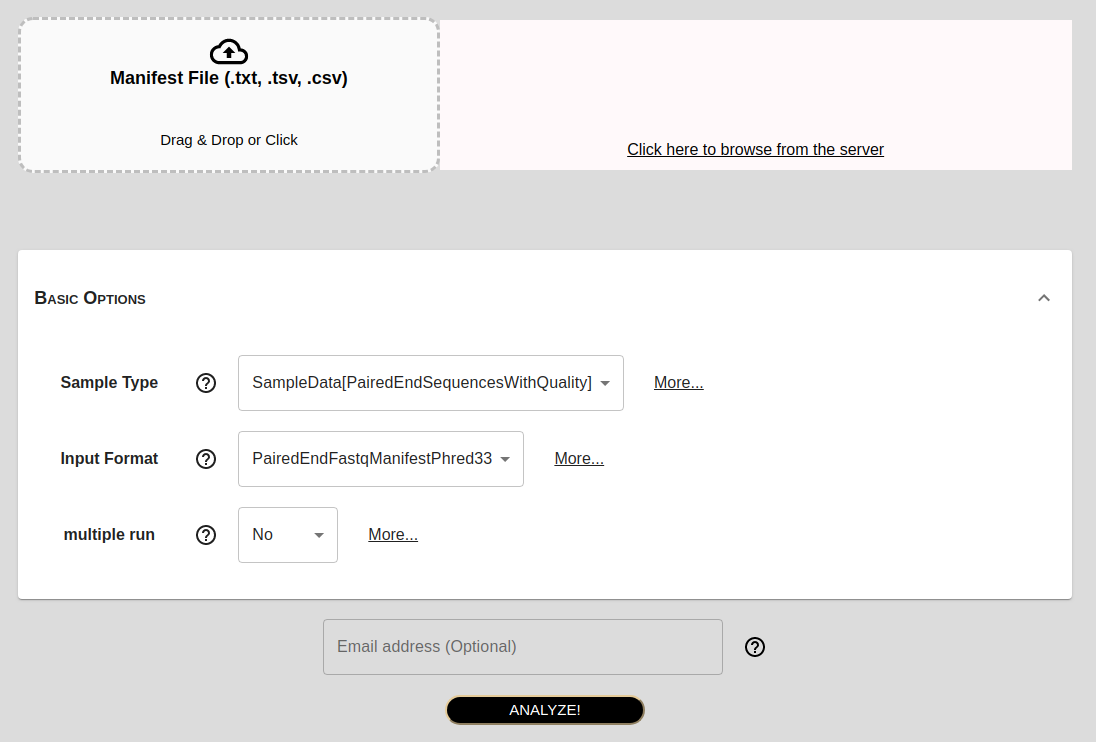 Manifest File (.txt, .tsv, .csv)
Drag & Drop or Click
Click here to browse from the server
Basic Options
Sample Type
SampleData[PairedEndSequencesWithQuality]
More...
Input Format
PairedEndFastqManifestPhred33
More...
multiple run
No
More...
Email address (Optional)
ANALYZE!